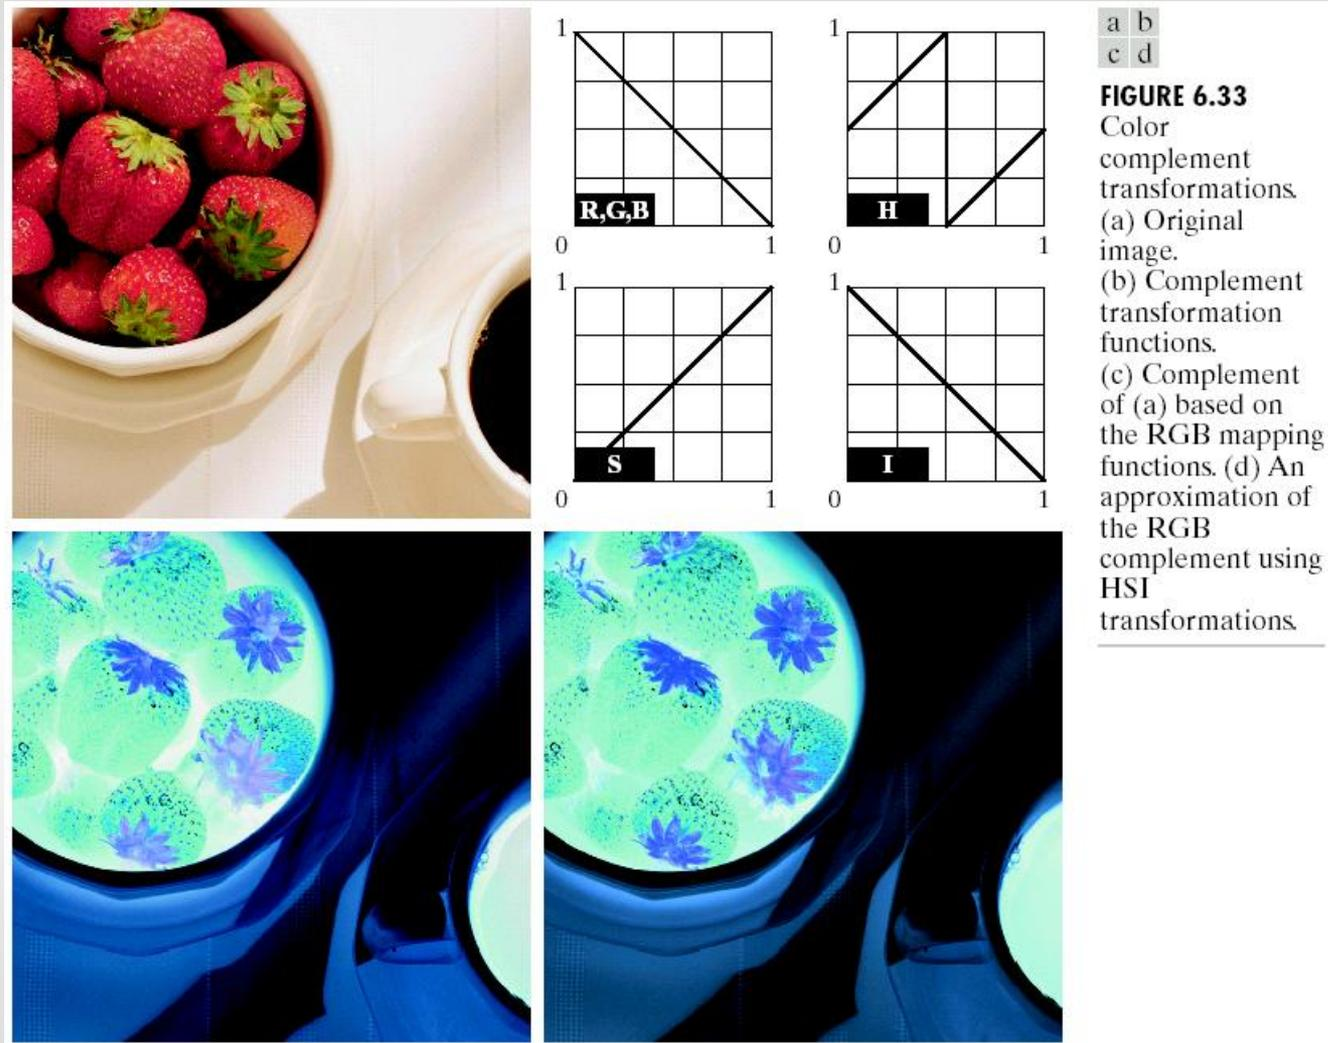 1
R,G,B
0 1
1
H
0 1
1
S
0 1
1
I
0 1
a b
c d
FIGURE 6.33
Color
complement
transformations.
(a) Original
image.
(b) Complement
transformation
functions.
(c) Complement
of (a) based on
the RGB mapping
functions. (d) An
approximation of
the RGB
complement using
HSI
transformations.